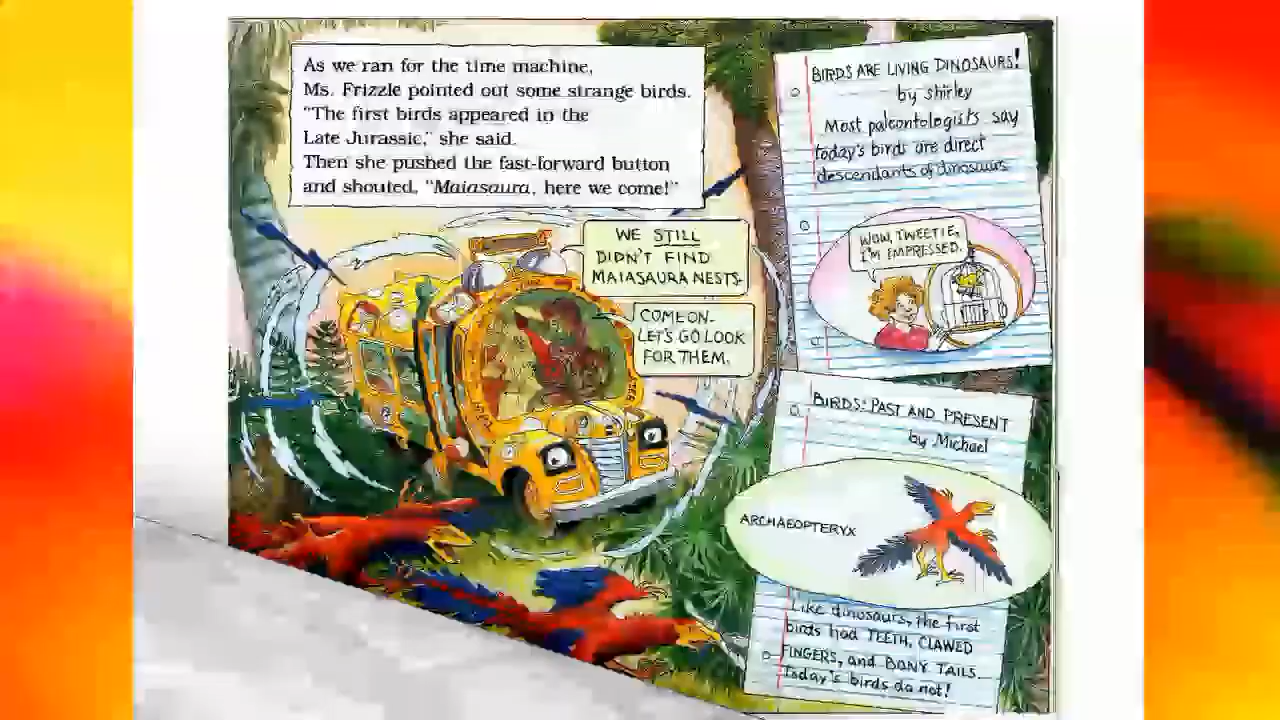 As we ran for the time machine,
Ms. Frizzle pointed out some strange birds.
"The first birds appeared in the
Late Jurassic," she said.
Then she pushed the fast-forward button
and shouted, "Maiasaura, here we come!"
WE STILL
DIDN'T FIND
MAIASAURA NESTS.
COME ON-
LET'S GO LOOK
FOR THEM.
BIRDS ARE LIVING DINOSAURS!
by Shirley
Most paleontologists say
today's birds are direct
descendants of dinosaurs
WOW, TWEETIE,
I'M IMPRESSED.
BIRDS: PAST AND PRESENT
by Michael
ARCHAEOPTERYX
Like dinosaurs, the first
birds had TEETH, CLAWED
FINGERS, and BONY TAILS.
Today's birds do not!